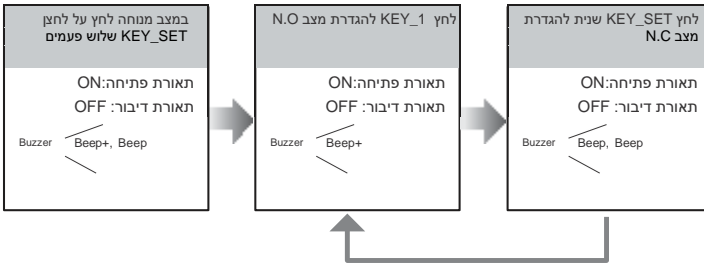 במצב מנוחה לחץ על לחצן
KEY_SET שלוש פעמים
תאורת פתיחה:ON
תאורת דיבור: OFF
Buzzer Beep+, Beep
לחץ KEY_1 להגדרת מצב N.O
תאורת פתיחה:ON
תאורת דיבור: OFF
Buzzer Beep+
לחץ KEY_SET שנית להגדרת
מצב N.C
תאורת פתיחה:ON
תאורת דיבור: OFF
Buzzer Beep, Beep